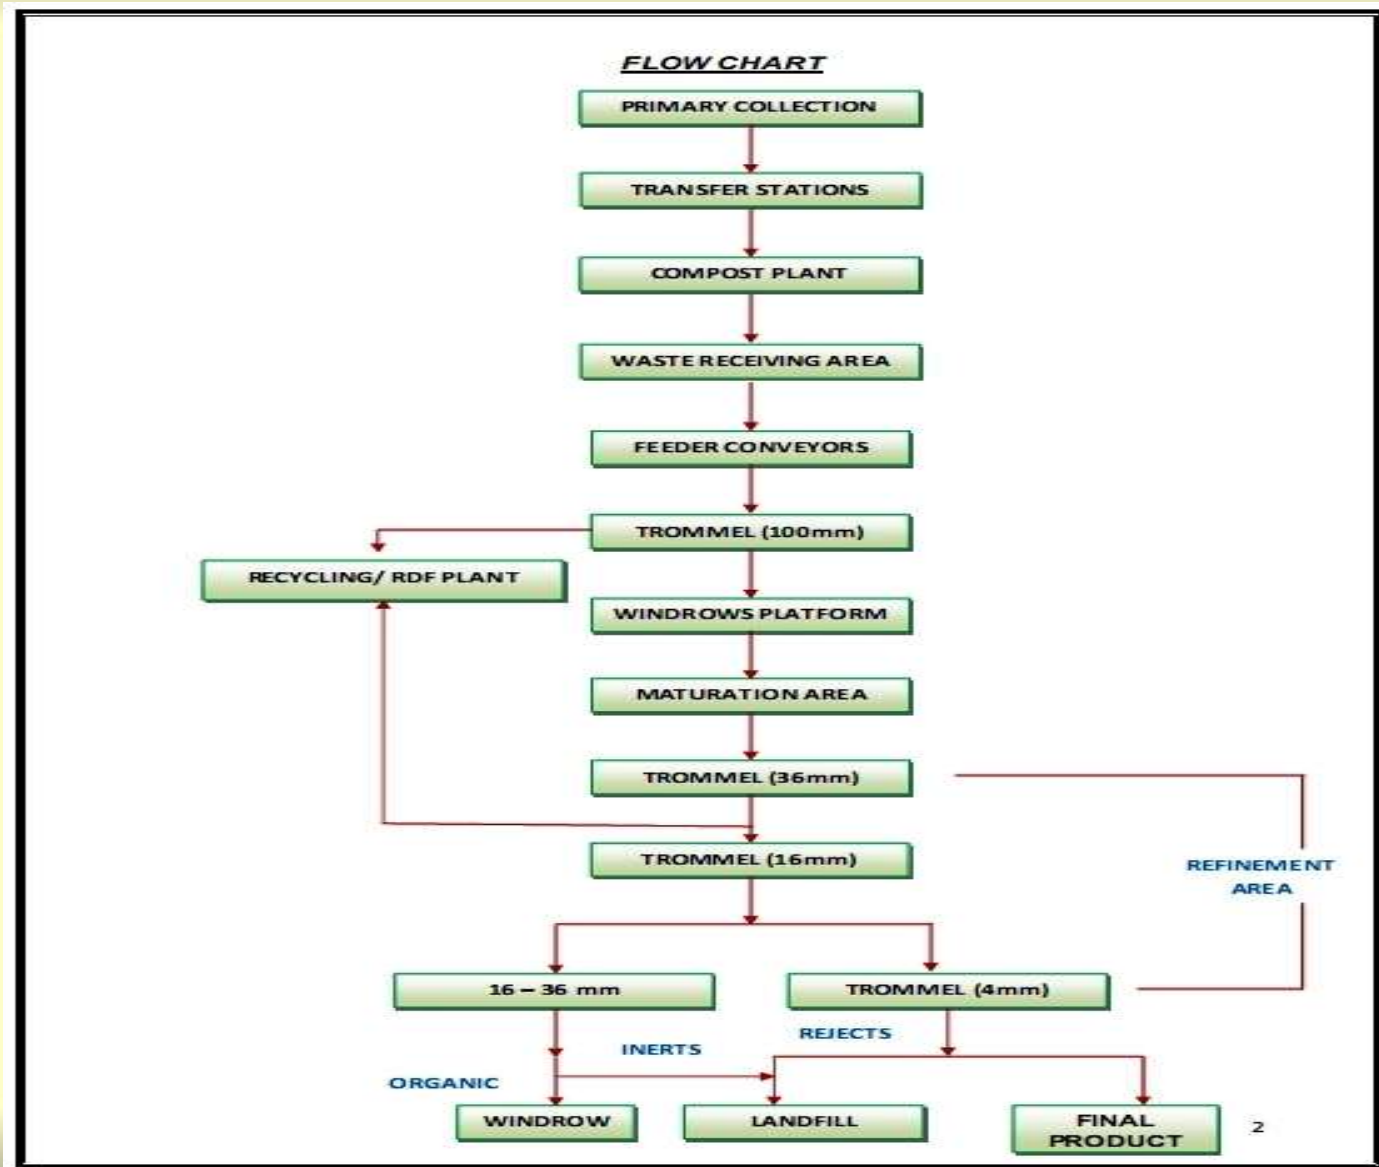 FLOW CHART
PRIMARY COLLECTION
TRANSFER STATIONS
COMPOST PLANT
WASTE RECEIVING AREA
FEEDER CONVEYORS
TROMMEL (100mm)
RECYCLING/ RDF PLANT
WINDROWS PLATFORM
MATURATION AREA
TROMMEL (36mm)
TROMMEL (16mm)
REFINEMENT
AREA
16 – 36 mm
TROMMEL (4mm)
REJECTS
INERTS
ORGANIC
WINDROW
LANDFILL
FINAL
PRODUCT
2